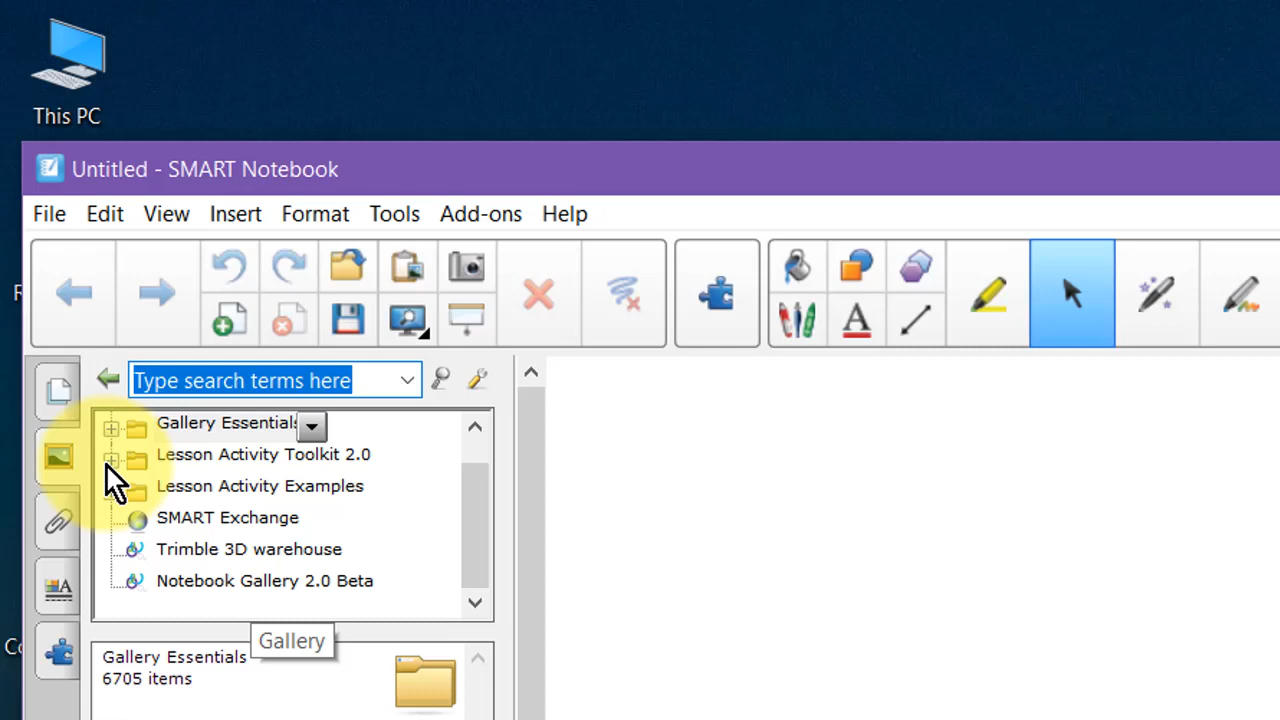 This PC
Untitled - SMART Notebook
File Edit View Insert Format Tools Add-ons Help
Type search terms here
Gallery Essentials
Lesson Activity Toolkit 2.0
Lesson Activity Examples
SMART Exchange
Trimble 3D warehouse
Notebook Gallery 2.0 Beta
Gallery
Gallery Essentials
6705 items